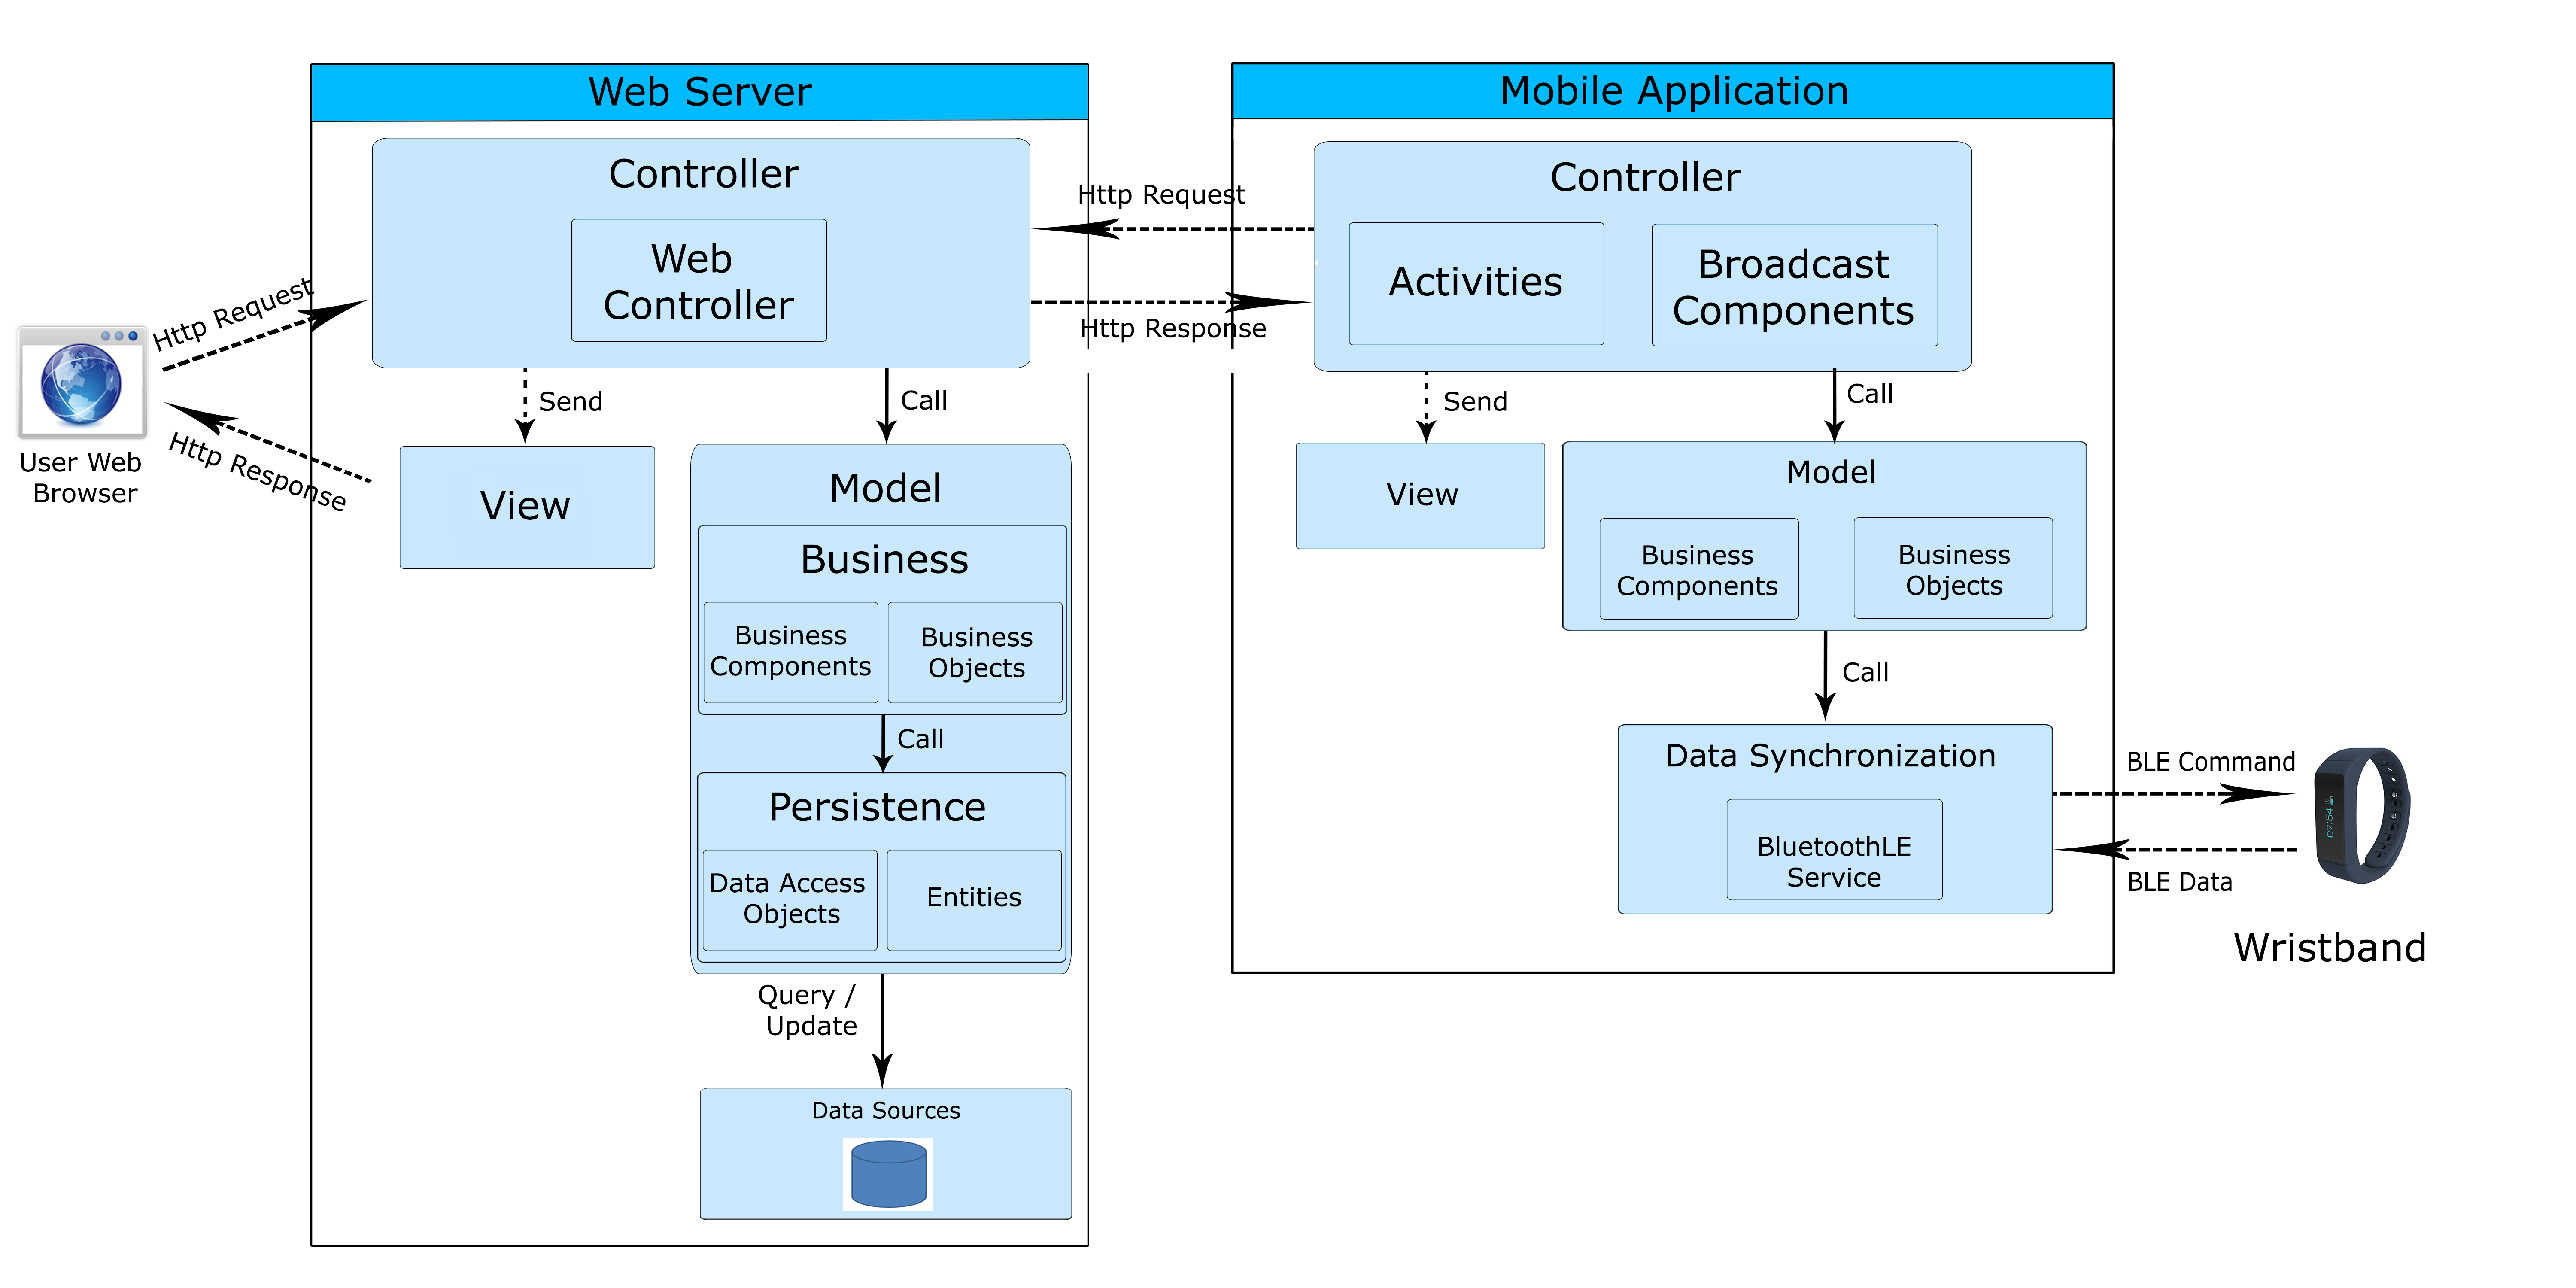 Web Server
Controller
Web
Controller
Http Request
Http Response
User Web
Browser
Send
Call
View
Model
Business
Business
Components
Business
Objects
Call
Persistence
Data Access
Objects
Entities
Query /
Update
Data Sources
Http Request
Http Response
Mobile Application
Controller
Activities
Broadcast
Components
Send
Call
View
Model
Business
Components
Business
Objects
Call
Data Synchronization
BluetoothLE
Service
BLE Command
BLE Data
07:54
Wristband